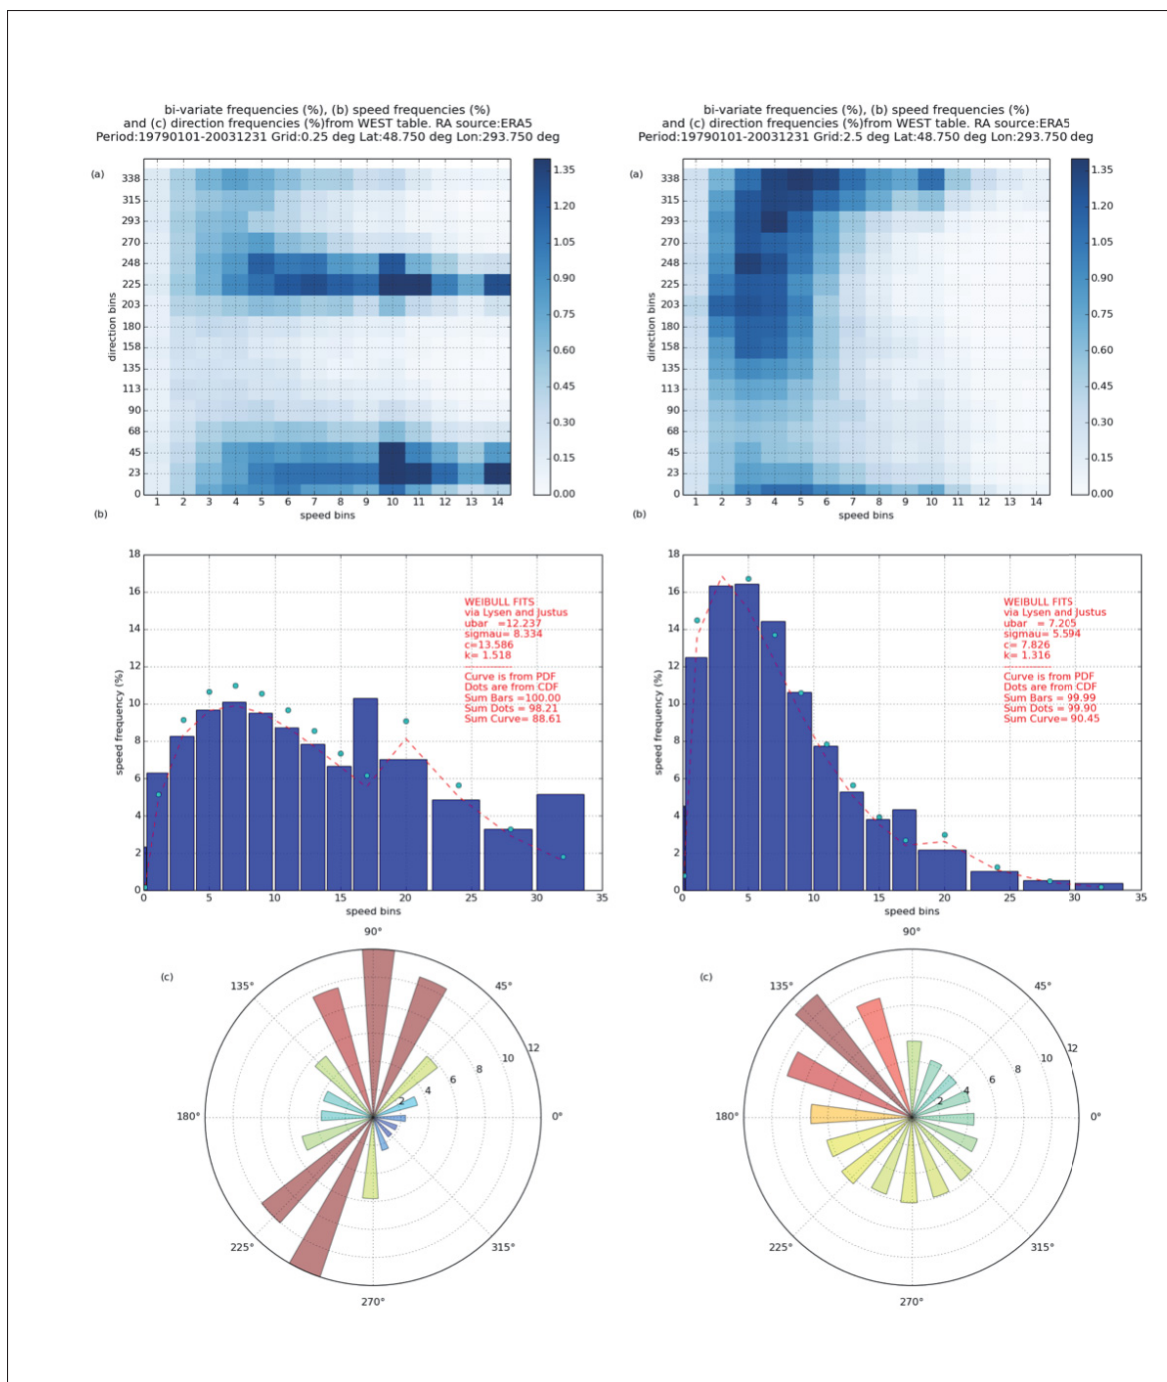 bi-variate frequencies (%), (b) speed frequencies (%)
and (c) direction frequencies (%)from WEST table. RA source:ERA5
Period:19790101-20031231 Grid:0.25 deg Lat:48.750 deg Lon:293.750 deg
(a)
direction bins
338
315
293
270
248
225
203
180
158
135
113
90
68
45
23
0
1 2 3 4 5 6 7 8 9 10 11 12 13 14
speed bins
1.35
1.20
1.05
0.90
0.75
0.60
0.45
0.30
0.15
0.00
bi-variate frequencies (%), (b) speed frequencies (%)
and (c) direction frequencies (%)from WEST table. RA source:ERA5
Period:19790101-20031231 Grid:2.5 deg Lat:48.750 deg Lon:293.750 deg
(a)
direction bins
338
315
293
270
248
225
203
180
158
135
113
90
68
45
23
0
1 2 3 4 5 6 7 8 9 10 11 12 13 14
speed bins
1.35
1.20
1.05
0.90
0.75
0.60
0.45
0.30
0.15
0.00
(b)
speed frequency (%)
18
16
14
12
10
8
6
4
2
0
0 5 10 15 20 25 30 35
speed bins
WEIBULL FITS
via Lysen and Justus
ubar =12.237
sigmau= 8.334
c=13.586
k= 1.518
--------------
Curve is from PDF
Dots are from CDF
Sum Bars =100.00
Sum Dots = 98.21
Sum Curve= 88.61
(b)
speed frequency (%)
18
16
14
12
10
8
6
4
2
0
0 5 10 15 20 25 30 35
speed bins
WEIBULL FITS
via Lysen and Justus
ubar = 7.205
sigmau= 5.594
c= 7.826
k= 1.316
--------------
Curve is from PDF
Dots are from CDF
Sum Bars = 99.99
Sum Dots = 99.90
Sum Curve= 90.45
(c)
90°
135°
45°
180°
0°
225°
315°
270°
2
4
6
8
10
12
(c)
90°
135°
45°
180°
0°
225°
315°
270°
2
4
6
8
10
12